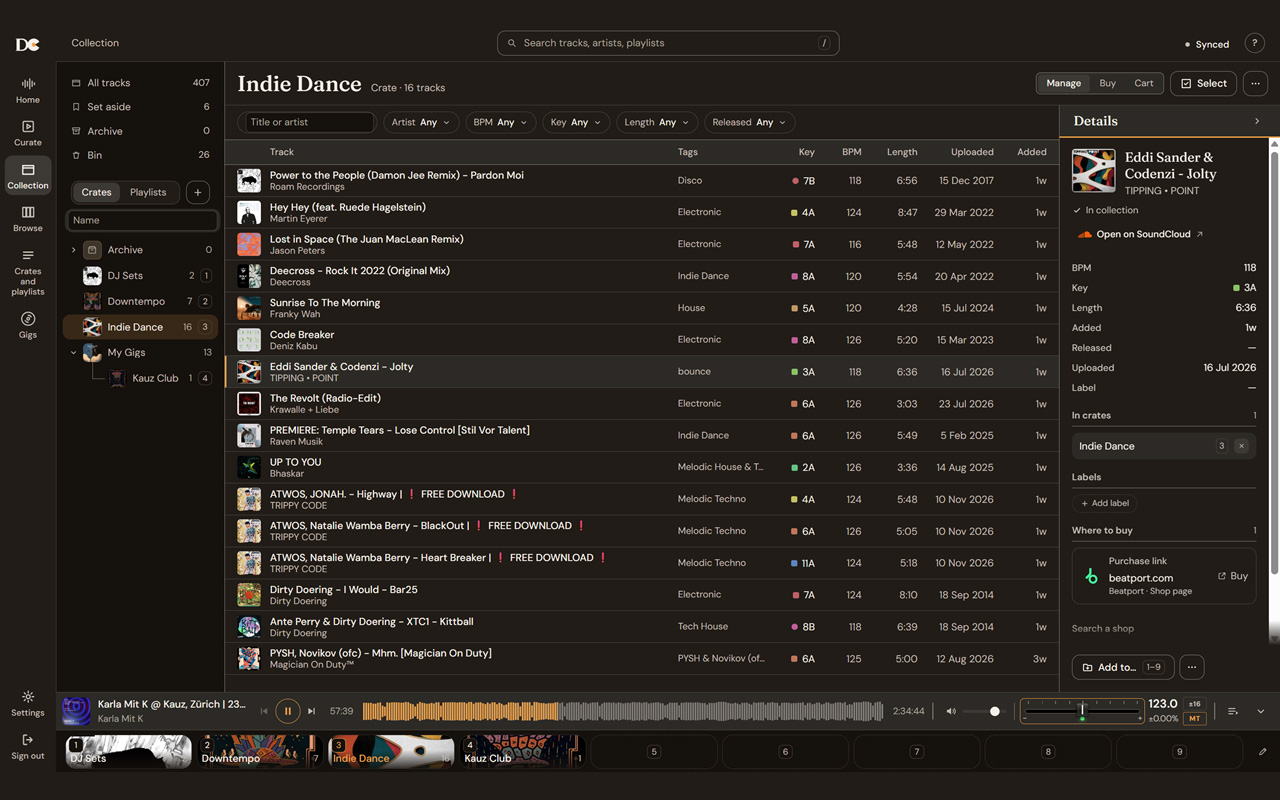 DC
Collection
Search tracks, artists, playlists
/
Synced
?
Home
Curate
Collection
Browse
Crates and playlists
Gigs
Settings
Sign out
All tracks 407
Set aside 6
Archive 0
Bin 26
Crates Playlists +
Name
Archive 0
DJ Sets 2 1
Downtempo 7 2
Indie Dance 16 3
My Gigs 13
Kauz Club 1 4
Indie Dance Crate · 16 tracks
Manage Buy Cart Select ...
Title or artist Artist Any BPM Any Key Any Length Any Released Any
Track Tags Key BPM Length Uploaded Added
Power to the People (Damon Jee Remix) – Pardon Moi
Roam Recordings
Disco 7B 118 6:56 15 Dec 2017 1w
Hey Hey (feat. Ruede Hagelstein)
Martin Eyerer
Electronic 4A 124 8:47 29 Mar 2022 1w
Lost in Space (The Juan MacLean Remix)
Jason Peters
Electronic 7A 116 5:48 12 May 2022 1w
Deecross - Rock It 2022 (Original Mix)
Deecross
Indie Dance 8A 120 5:54 20 Apr 2022 1w
Sunrise To The Morning
Franky Wah
House 5A 120 4:28 15 Jul 2024 1w
Code Breaker
Deniz Kabu
Electronic 8A 126 5:20 15 Mar 2023 1w
Eddi Sander & Codenzi - Jolty
TIPPING • POINT
bounce 3A 118 6:36 16 Jul 2026 1w
The Revolt (Radio-Edit)
Krawalle + Liebe
Electronic 6A 126 3:03 23 Jul 2026 1w
PREMIERE: Temple Tears - Lose Control [Stil Vor Talent]
Raven Musik
Indie Dance 6A 126 5:49 5 Feb 2025 1w
UP TO YOU
Bhaskar
Melodic House & T... 2A 126 3:36 14 Aug 2025 1w
ATWOS, JONAH. - Highway | ❗ FREE DOWNLOAD ❗
TRIPPY CODE
Melodic Techno 4A 124 5:48 10 Nov 2026 1w
ATWOS, Natalie Wamba Berry - BlackOut | ❗ FREE DOWNLOAD ❗
TRIPPY CODE
Melodic Techno 6A 126 5:05 10 Nov 2026 1w
ATWOS, Natalie Wamba Berry - Heart Breaker | ❗ FREE DOWNLOAD ❗
TRIPPY CODE
Melodic Techno 11A 124 5:18 10 Nov 2026 1w
Dirty Doering - I Would - Bar25
Dirty Doering
Electronic 7A 124 8:10 18 Sep 2014 1w
Ante Perry & Dirty Doering - XTC1 - Kittball
Dirty Doering
Tech House 8B 118 6:39 18 Sep 2014 1w
PYSH, Novikov (ofc) – Mhm. [Magician On Duty]
Magician On Duty™
PYSH & Novikov (of... 6A 125 5:00 12 Aug 2026 3w
Details
Eddi Sander & Codenzi - Jolty
TIPPING • POINT
In collection
Open on SoundCloud
BPM 118
Key 3A
Length 6:36
Added 1w
Released —
Uploaded 16 Jul 2026
Label —
In crates 1
Indie Dance 3 ×
Labels
+ Add label
Where to buy 1
Purchase link
beatport.com
Beatport · Shop page
Buy
Search a shop
Add to... 1–9 ...
Karla Mit K @ Kauz, Zürich | 23...
Karla Mit K
57:39 2:34:44
- +
123.0 ±16
±0.00% MT
1 DJ Sets
2 Downtempo 7
3 Indie Dance 16
4 Kauz Club 1
5
6
7
8
9